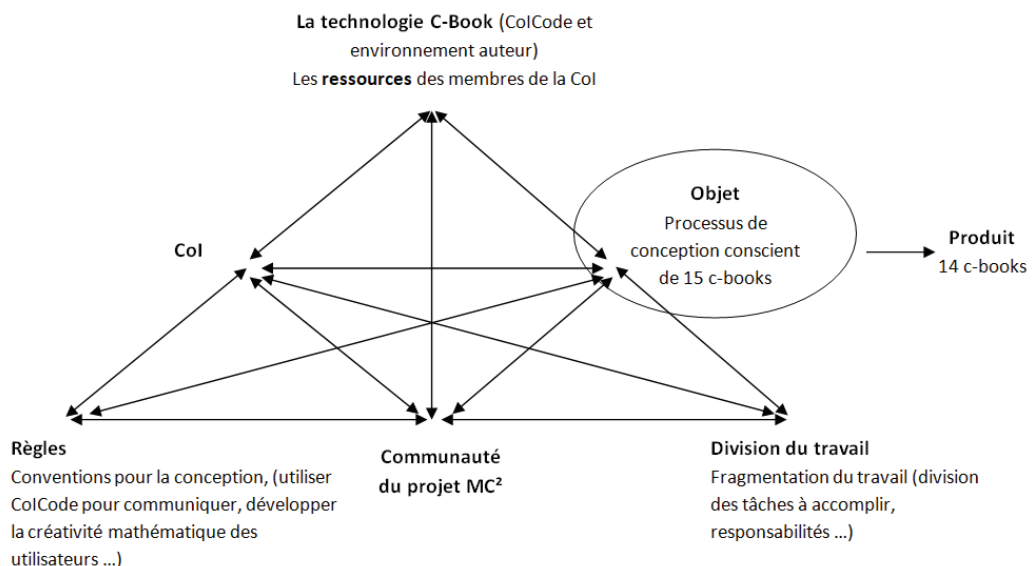 La technologie C-Book (CoICode et
environnement auteur)
Les ressources des membres de la CoI
Objet
Processus de
conception conscient
de 15 c-books
CoI
Produit
14 c-books
Règles
Conventions pour la conception, (utiliser
CoICode pour communiquer, développer
la créativité mathématique des
utilisateurs ...)
Communauté
du projet MC²
Division du travail
Fragmentation du travail (division
des tâches à accomplir,
responsabilités ...)